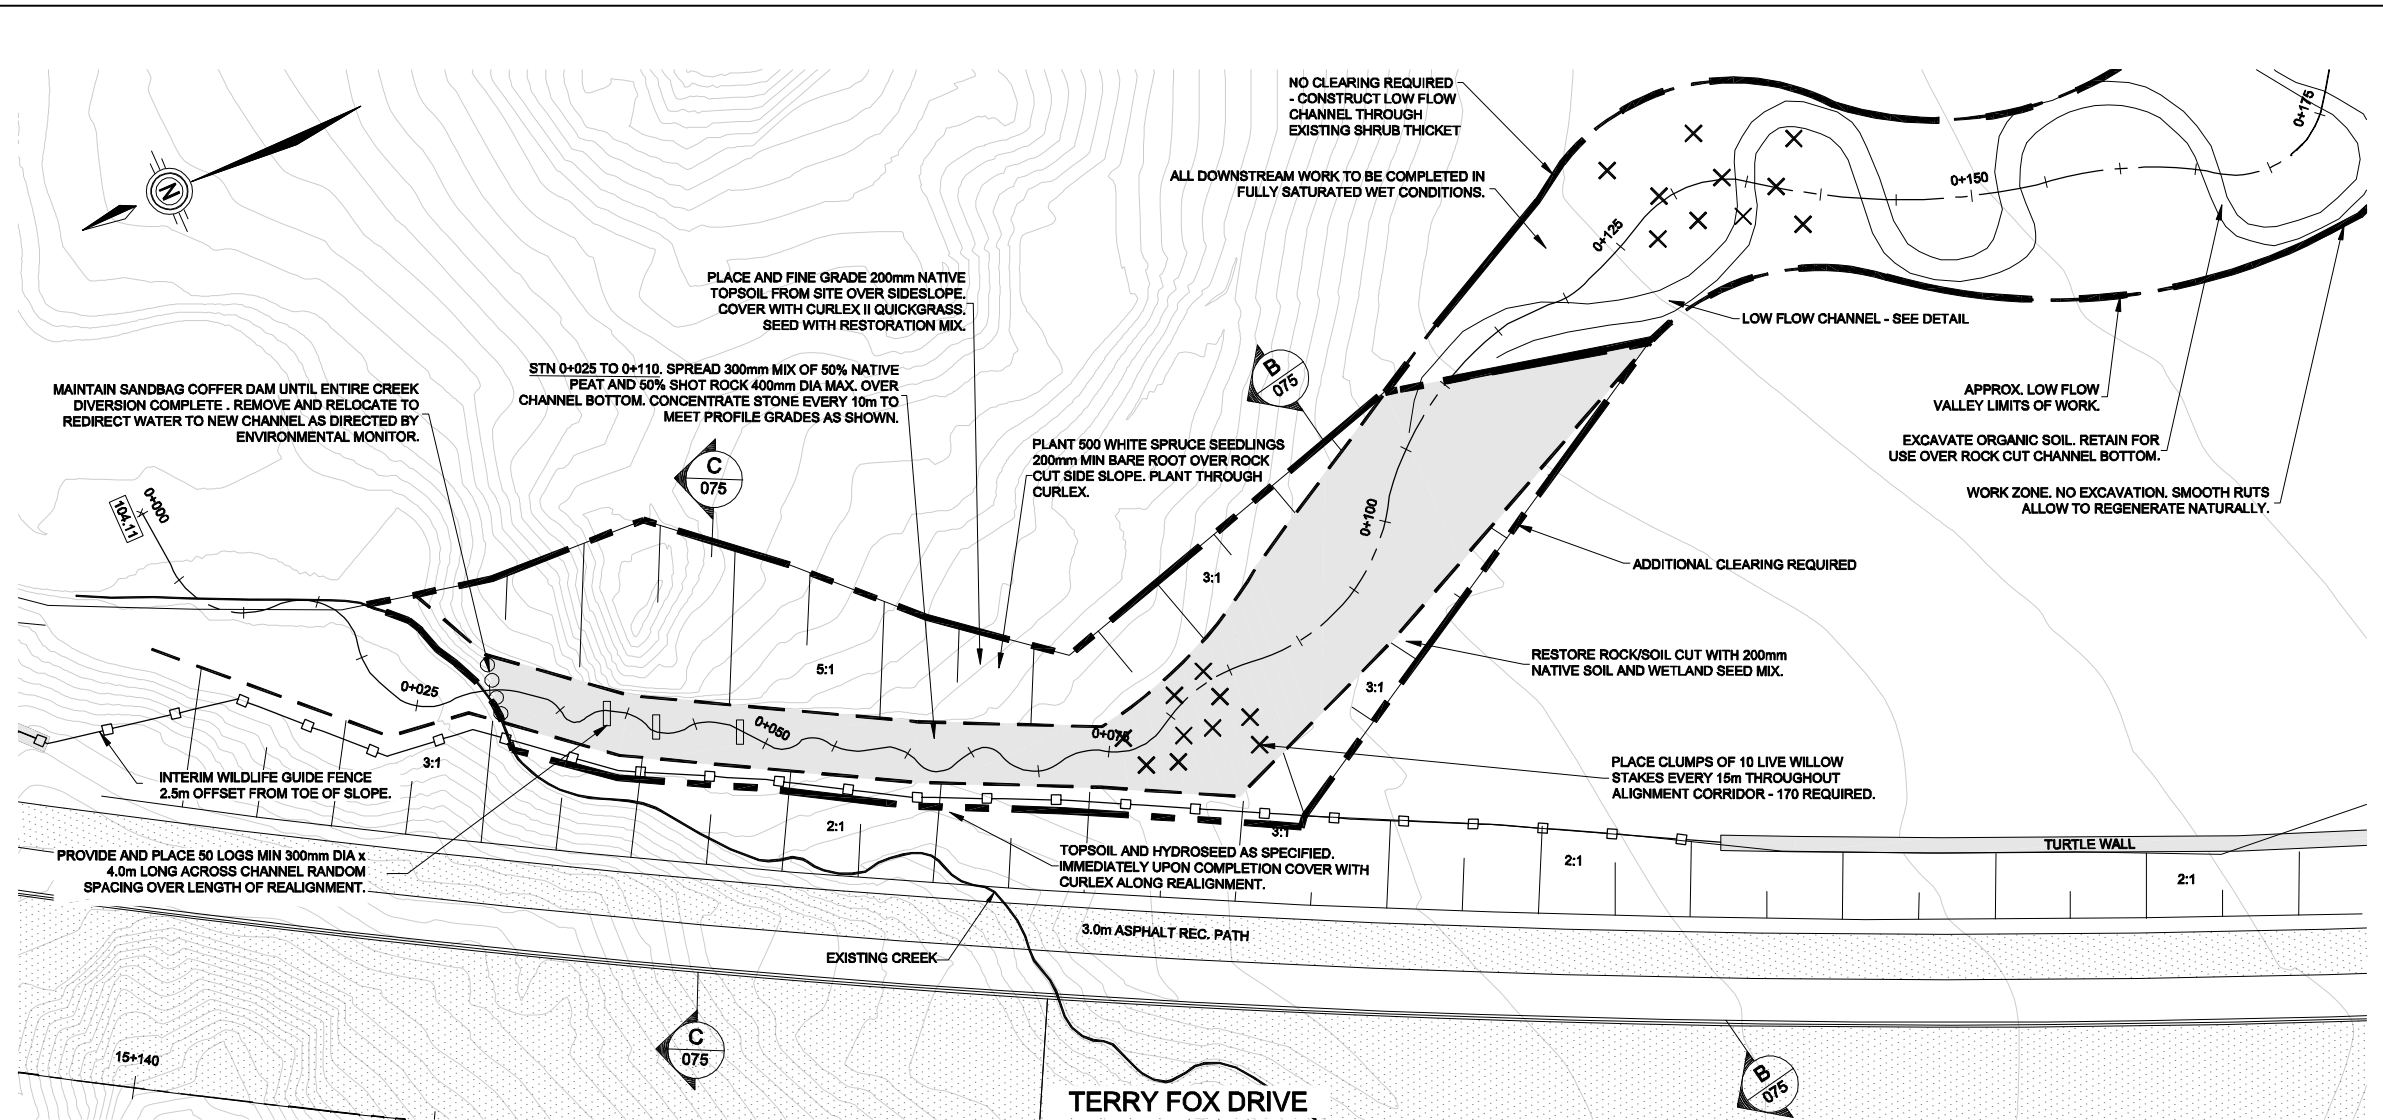 NO CLEARING REQUIRED
- CONSTRUCT LOW FLOW
CHANNEL THROUGH
EXISTING SHRUB THICKET
ALL DOWNSTREAM WORK TO BE COMPLETED IN
FULLY SATURATED WET CONDITIONS.
0+175
0+150
0+125
N
PLACE AND FINE GRADE 200mm NATIVE
TOPSOIL FROM SITE OVER SIDESLOPE.
COVER WITH CURLEX II QUICKGRASS.
SEED WITH RESTORATION MIX.
LOW FLOW CHANNEL - SEE DETAIL
STN 0+025 TO 0+110. SPREAD 300mm MIX OF 50% NATIVE
PEAT AND 50% SHOT ROCK 400mm DIA MAX. OVER
CHANNEL BOTTOM. CONCENTRATE STONE EVERY 10m TO
MEET PROFILE GRADES AS SHOWN.
B
075
MAINTAIN SANDBAG COFFER DAM UNTIL ENTIRE CREEK
DIVERSION COMPLETE . REMOVE AND RELOCATE TO
REDIRECT WATER TO NEW CHANNEL AS DIRECTED BY
ENVIRONMENTAL MONITOR.
APPROX. LOW FLOW
VALLEY LIMITS OF WORK.
EXCAVATE ORGANIC SOIL. RETAIN FOR
USE OVER ROCK CUT CHANNEL BOTTOM.
PLANT 500 WHITE SPRUCE SEEDLINGS
200mm MIN BARE ROOT OVER ROCK
CUT SIDE SLOPE. PLANT THROUGH
CURLEX.
C
075
WORK ZONE. NO EXCAVATION. SMOOTH RUTS
ALLOW TO REGENERATE NATURALLY.
0+000
104.11
0+100
ADDITIONAL CLEARING REQUIRED
3:1
5:1
RESTORE ROCK/SOIL CUT WITH 200mm
NATIVE SOIL AND WETLAND SEED MIX.
3:1
0+025
0+050
0+075
3:1
INTERIM WILDLIFE GUIDE FENCE
2.5m OFFSET FROM TOE OF SLOPE.
PLACE CLUMPS OF 10 LIVE WILLOW
STAKES EVERY 15m THROUGHOUT
ALIGNMENT CORRIDOR - 170 REQUIRED.
2:1
3:1
TURTLE WALL
PROVIDE AND PLACE 50 LOGS MIN 300mm DIA x
4.0m LONG ACROSS CHANNEL RANDOM
SPACING OVER LENGTH OF REALIGNMENT.
TOPSOIL AND HYDROSEED AS SPECIFIED.
IMMEDIATELY UPON COMPLETION COVER WITH
CURLEX ALONG REALIGNMENT.
2:1
2:1
3.0m ASPHALT REC. PATH
EXISTING CREEK
C
075
15+140
B
075
TERRY FOX DRIVE